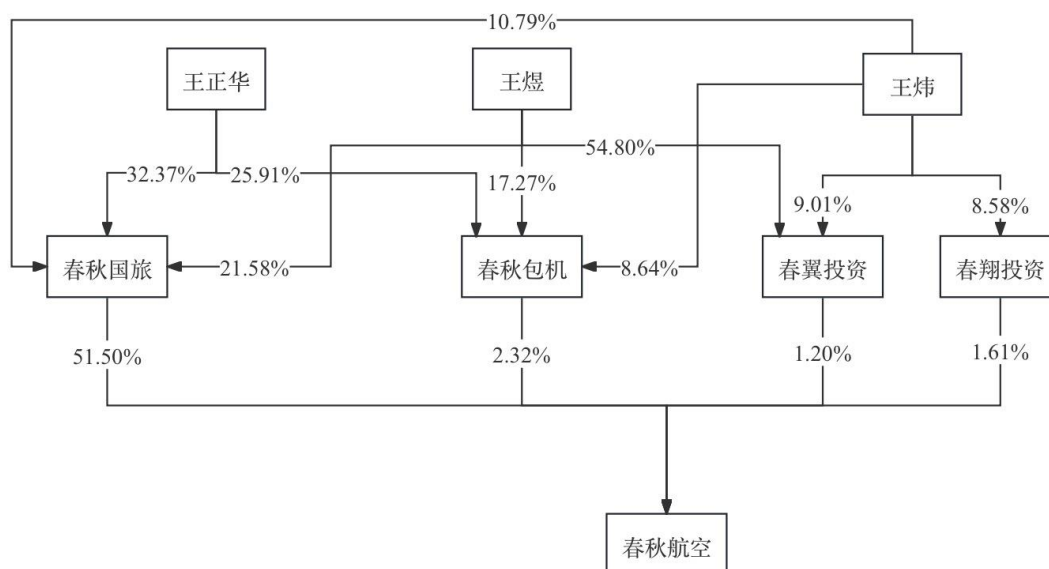 10.79%
王正华
王煜
王炜
32.37%
25.91%
17.27%
54.80%
9.01%
8.58%
春秋国旅
21.58%
春秋包机
8.64%
春翼投资
春翔投资
51.50%
2.32%
1.20%
1.61%
春秋航空